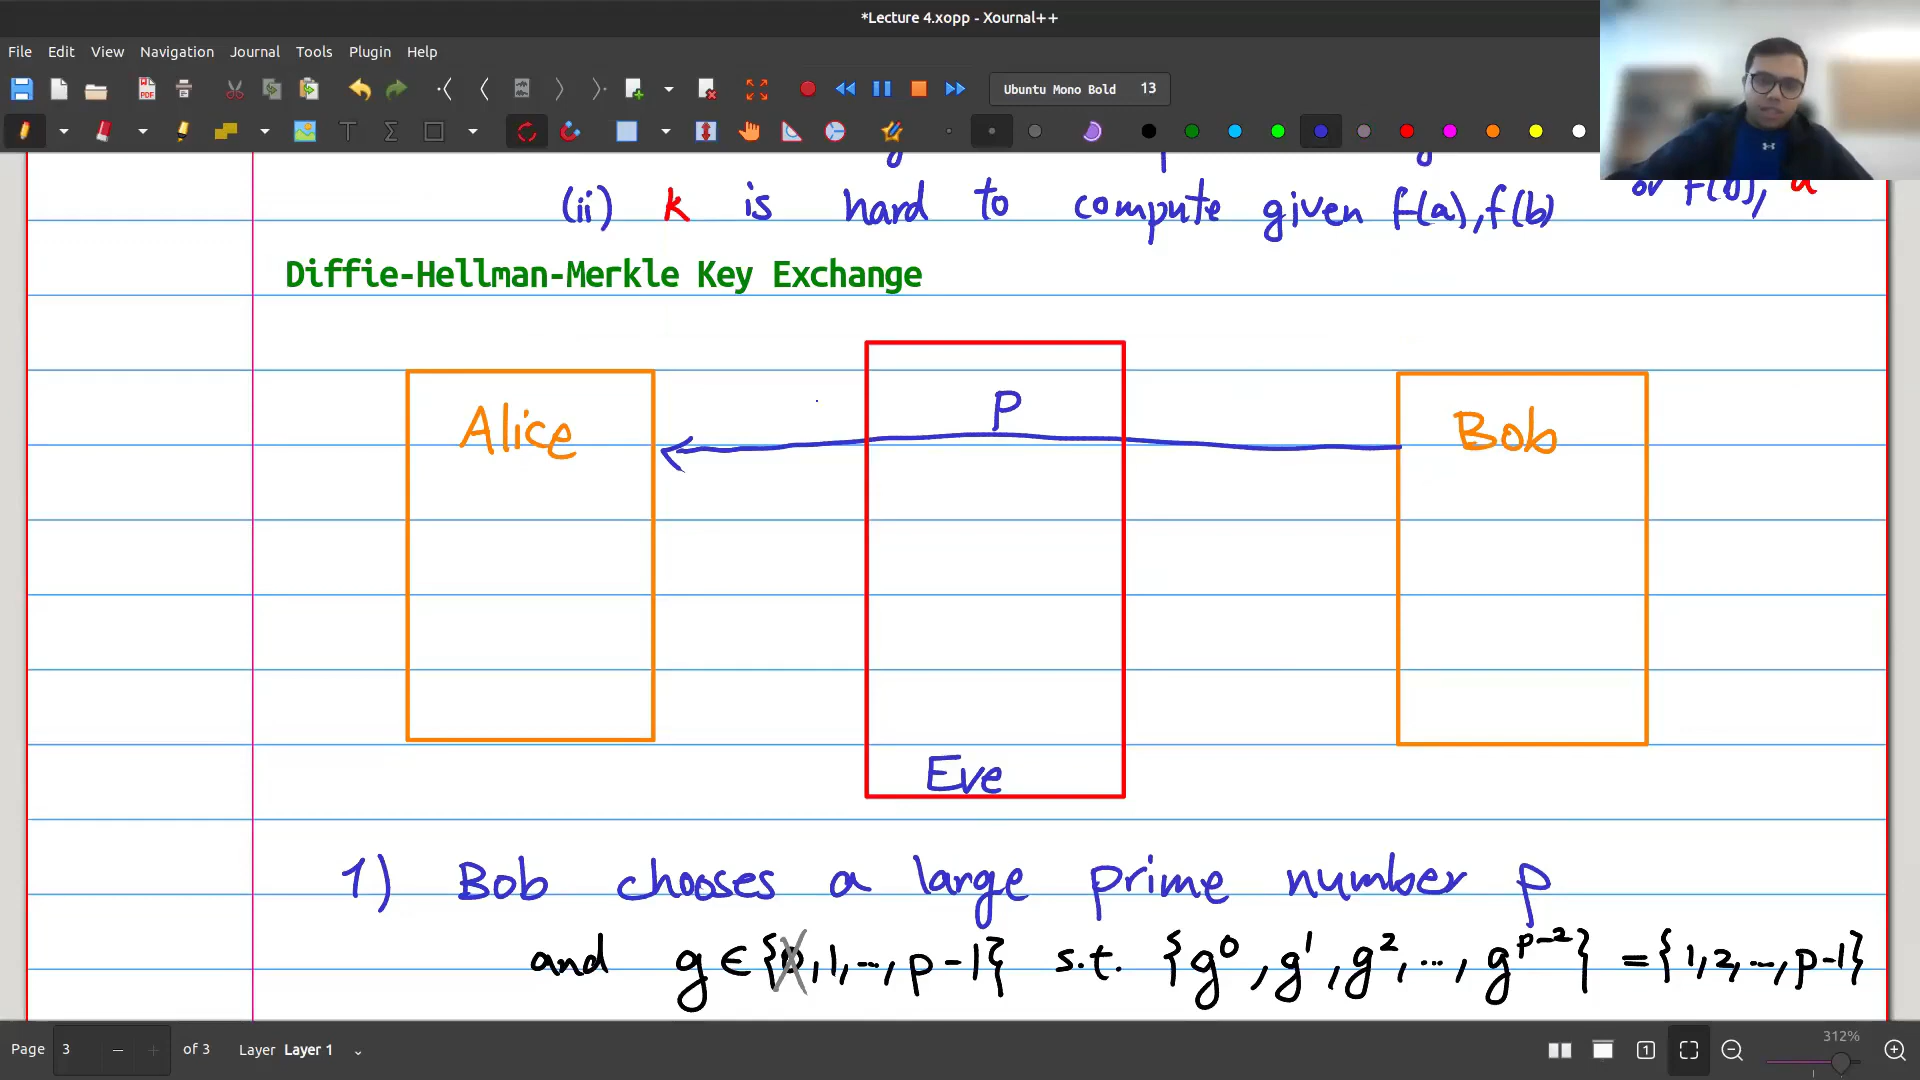 *Lecture 4.xopp - Xournal++
File Edit View Navigation Journal Tools Plugin Help
Ubuntu Mono Bold 13
(ii) k is hard to compute given f(a), f(b) or f(b), a
Diffie-Hellman-Merkle Key Exchange
P
Alice
Bob
Eve
1) Bob chooses a large prime number p
and g ∈ {0, 1, ..., p-1} s.t. {g⁰, g¹, g², ..., g^{p-2}} = {1, 2, ..., p-1}
Page 3 of 3 Layer Layer 1
312%